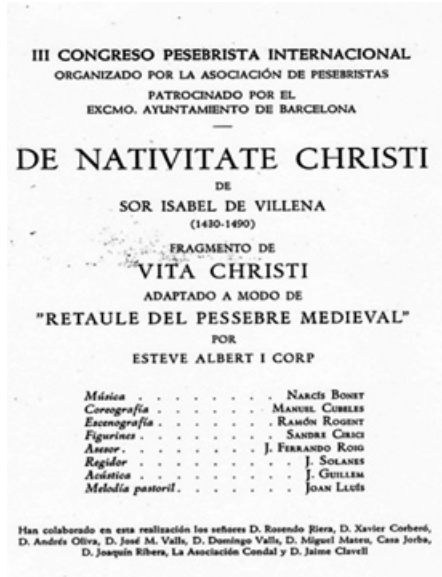 III CONGRESO PESEBRISTA INTERNACIONAL
ORGANIZADO POR LA ASOCIACIÓN DE PESEBRISTAS
PATROCINADO POR EL
EXCMO. AYUNTAMIENTO DE BARCELONA
DE NATIVITATE CHRISTI
DE
SOR ISABEL DE VILLENA
(1430-1490)
FRAGMENTO DE
VITA CHRISTI
ADAPTADO A MODO DE
"RETAULE DEL PESSEBRE MEDIEVAL"
POR
ESTEVE ALBERT I CORP
Música . . . . . . . NARCÍS BONET
Coreografía . . . . . . MANUEL CUBELES
Escenografía . . . . . . RAMÓN ROGENT
Figurines . . . . . . . SANDRE CIRICI
Asesor . . . . . . . J. FERRANDO ROIG
Regidor . . . . . . . J. SOLANES
Acústica . . . . . . . J. GUILLEM
Melodía pastoril . . . . . . JOAN LLUÍS
Han colaborado en esta realización los señores D. Rosendo Riera, D. Xavier Corberó,
D. Andrés Oliva, D. José M. Valls, D. Domingo Valls, D. Miguel Mateu, Casa Jorba,
D. Joaquín Ribera, La Asociación Condal y D. Jaime Clavell